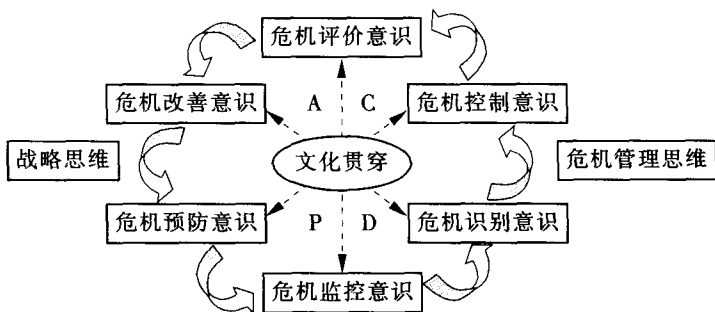 危机评价意识
危机改善意识
A
C
危机控制意识
战略思维
文化贯穿
危机管理思维
危机预防意识
P
D
危机识别意识
危机监控意识